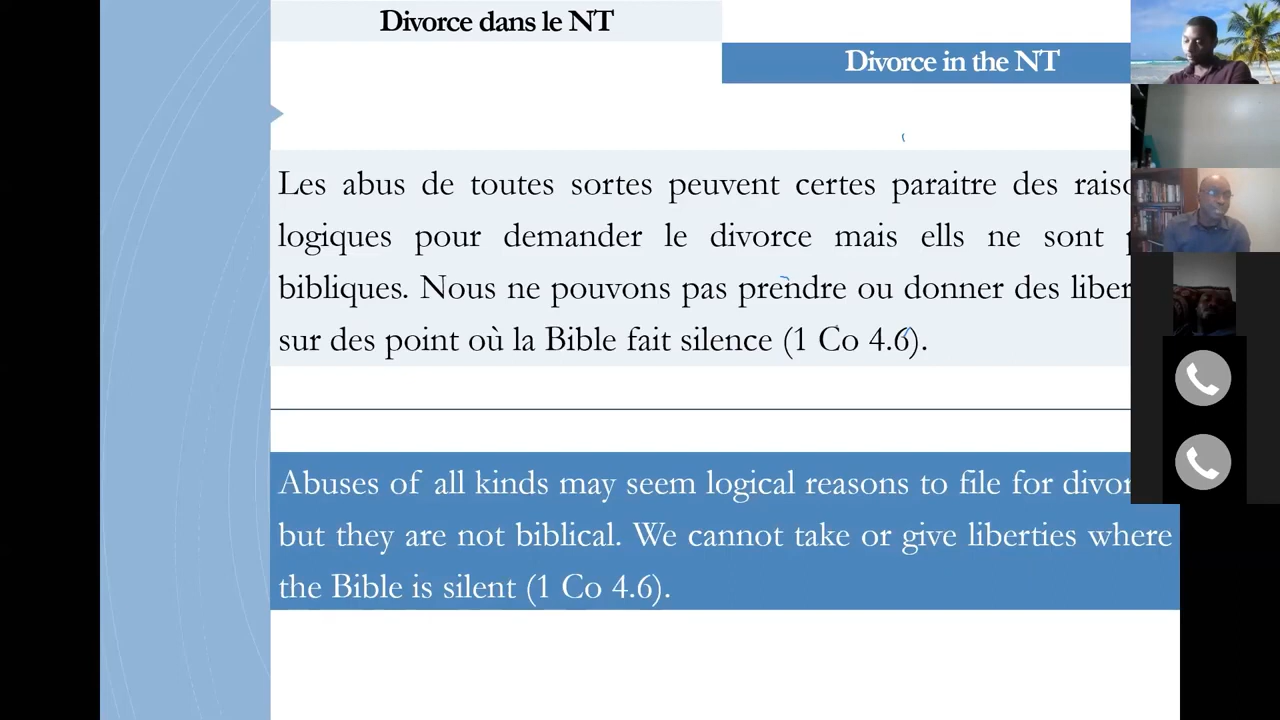 Divorce dans le NT
Divorce in the NT
Les abus de toutes sortes peuvent certes paraitre des
logiques pour demander le divorce mais ells ne sont
bibliques. Nous ne pouvons pas prendre ou donner des
sur des point où la Bible fait silence (1 Co 4.6).
Abuses of all kinds may seem logical reasons to file for
but they are not biblical. We cannot take or give liberties where
the Bible is silent (1 Co 4.6).